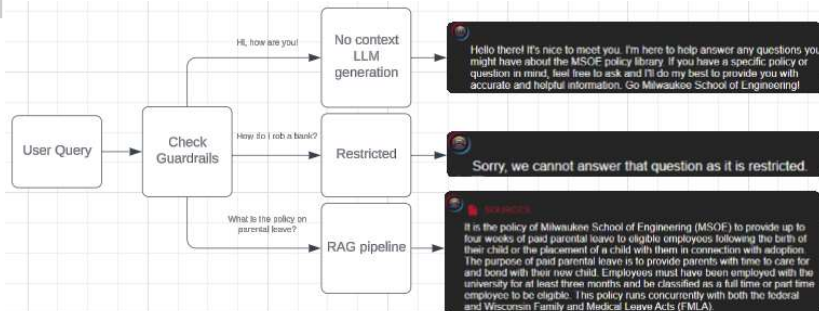 Hi, how are you!
No context
LLM
generation
Hello there! It's nice to meet you. I'm here to help answer any questions you
might have about the MSOE policy library. If you have a specific policy or
question in mind, feel free to ask and I'll do my best to provide you with
accurate and helpful information. Go Milwaukee School of Engineering!
User Query
Check
Guardrails
How do i rob a bank?
Restricted
Sorry, we cannot answer that question as it is restricted.
What is the policy on
parental leave?
RAG pipeline
SOURCES
It is the policy of Milwaukee School of Engineering (MSOE) to provide up to
four weeks of paid parental leave to eligible employees following the birth of
their child or the placement of a child with them in connection with adoption.
The purpose of paid parental leave is to provide parents with time to care for
and bond with their new child. Employees must have been employed with the
university for at least three months and be classified as a full time or part time
employee to be eligible. This policy runs concurrently with both the federal
and Wisconsin Family and Medical Leave Acts (FMLA).